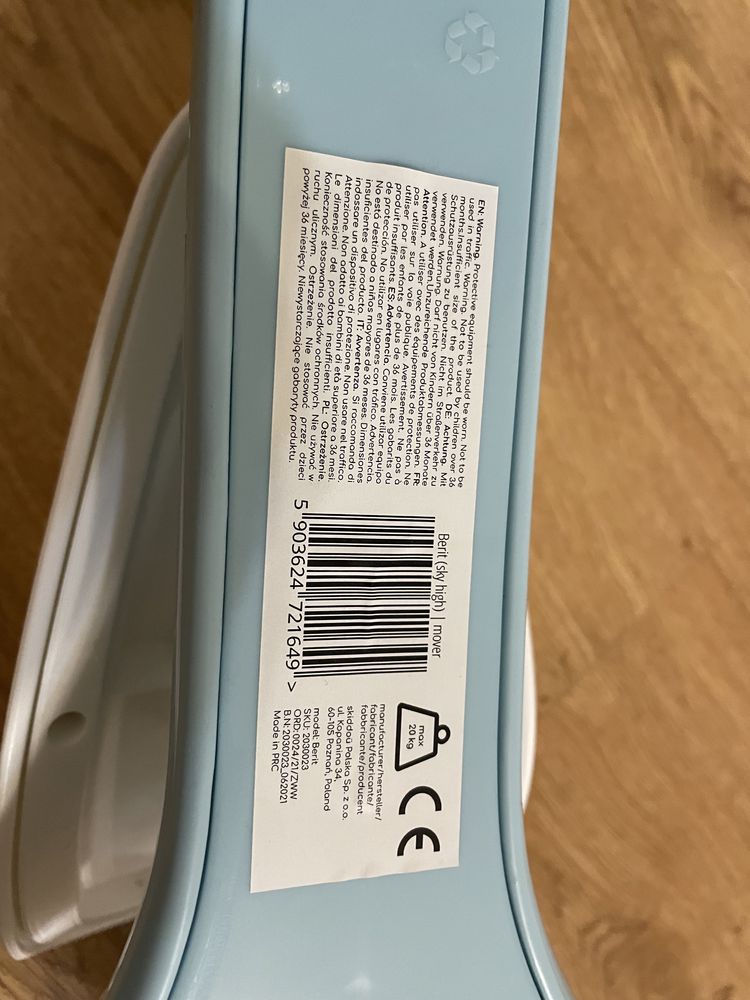 EN: Warning. Protective equipment should be worn. Not to be
used in traffic. Warning. Not to be used by children over 36
months.Insufficient size of the product. DE: Achtung. Mit
Schutzausrüstung zu benutzen. Nicht im Straßenverkehr zu
verwenden. Warnung. Darf nicht von Kindern über 36 Monate
verwendet werden.Unzureichende Produktabmessungen. FR:
Attention. A utiliser avec des équipements de protection. Ne
pas utiliser sur la voie publique. Avertissement. Ne pas à
utiliser par les enfants de plus de 36 mois. Les gabarits du
produit insuffisants. ES: Advertencia. Conviene utilizar equipo
de protección. No utilizar en lugares con tráfico. Advertencia.
No está destinado a niños mayores de 36 meses. Dimensiones
insuficientes del producto. IT: Avvertenza. Si raccomanda di
indossare un dispositivo di protezione. Non usare nel traffico.
Attenzione. Non adatto ai bambini di età superiore a 36 mesi.
Le dimensioni del prodotto insufficienti. PL: Ostrzeżenie.
Konieczność stosowania środków ochronnych. Nie używać w
ruchu ulicznym. Ostrzeżenie. Nie stosować przez dzieci
powyżej 36 miesięcy. Niewystarczające gabaryty produktu.
Berit (sky high) | mover
5 903624 721649 >
max
20 kg
CE
manufacturer/hersteller/
fabricant/fabricante/
fabbricante/producent
skiddoü Polska Sp. z o.o.
ul. Kopanina 34,
60-105 Poznań, Poland
model: Berit
SKU: 2030023
ORD:0024/21/ZWW
B.N: 2030023_062021
Made in PRC